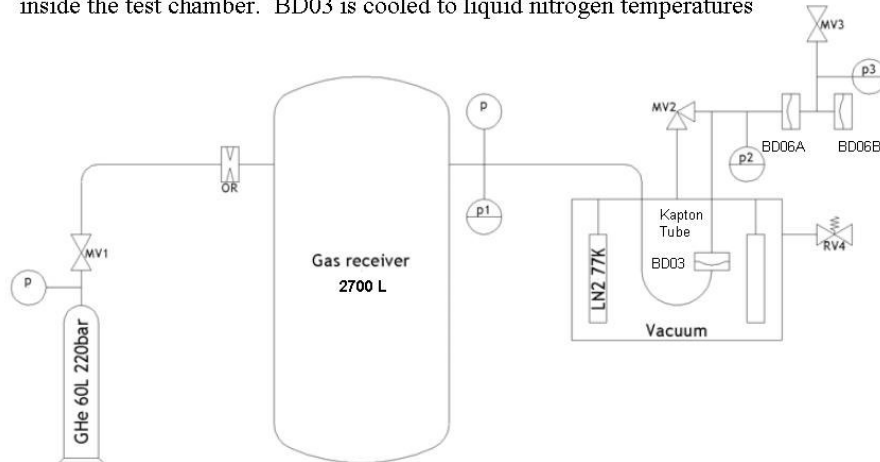 inside the test chamber. BD03 is cooled to liquid nitrogen temperatures
MV3
p3
P
MV2
BD06A
BD06B
p2
OR
p1
Kapton
Tube
RV4
MV1
Gas receiver
2700 L
BD03
LN2 77K
P
Vacuum
GHe 60L 220bar